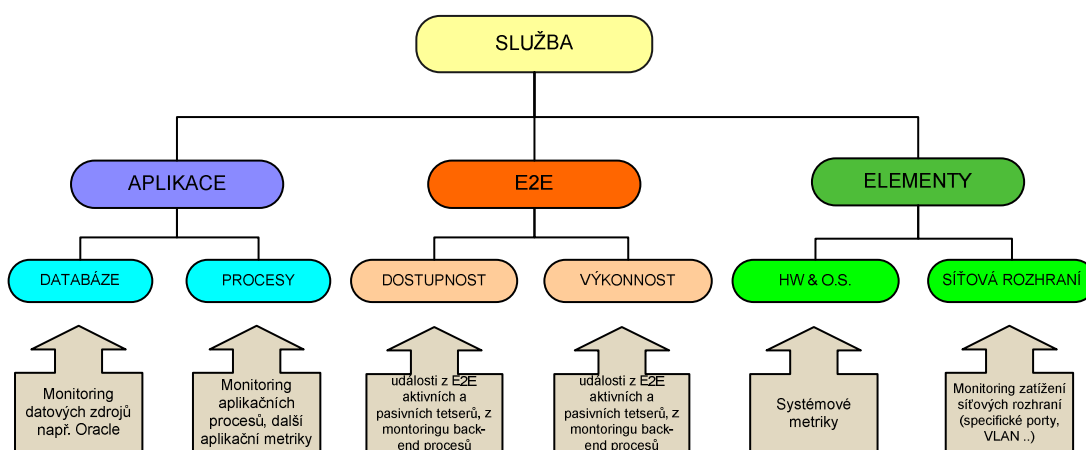 SLUŽBA
APLIKACE
E2E
ELEMENTY
DATABÁZE
PROCESY
DOSTUPNOST
VÝKONNOST
HW & O.S.
SÍŤOVÁ ROZHRANÍ
Monitoring
datových zdrojů
např. Oracle
Monitoring
aplikačních
procesů, další
aplikační metriky
události z E2E
aktivních a
pasivních tetserů, z
montoringu back-
end procesů
události z E2E
aktivních a
pasivních tetserů, z
montoringu back-
end procesů
Systémové
metriky
Monitoring zatížení
síťových rozhraní
(specifické porty,
VLAN ..)